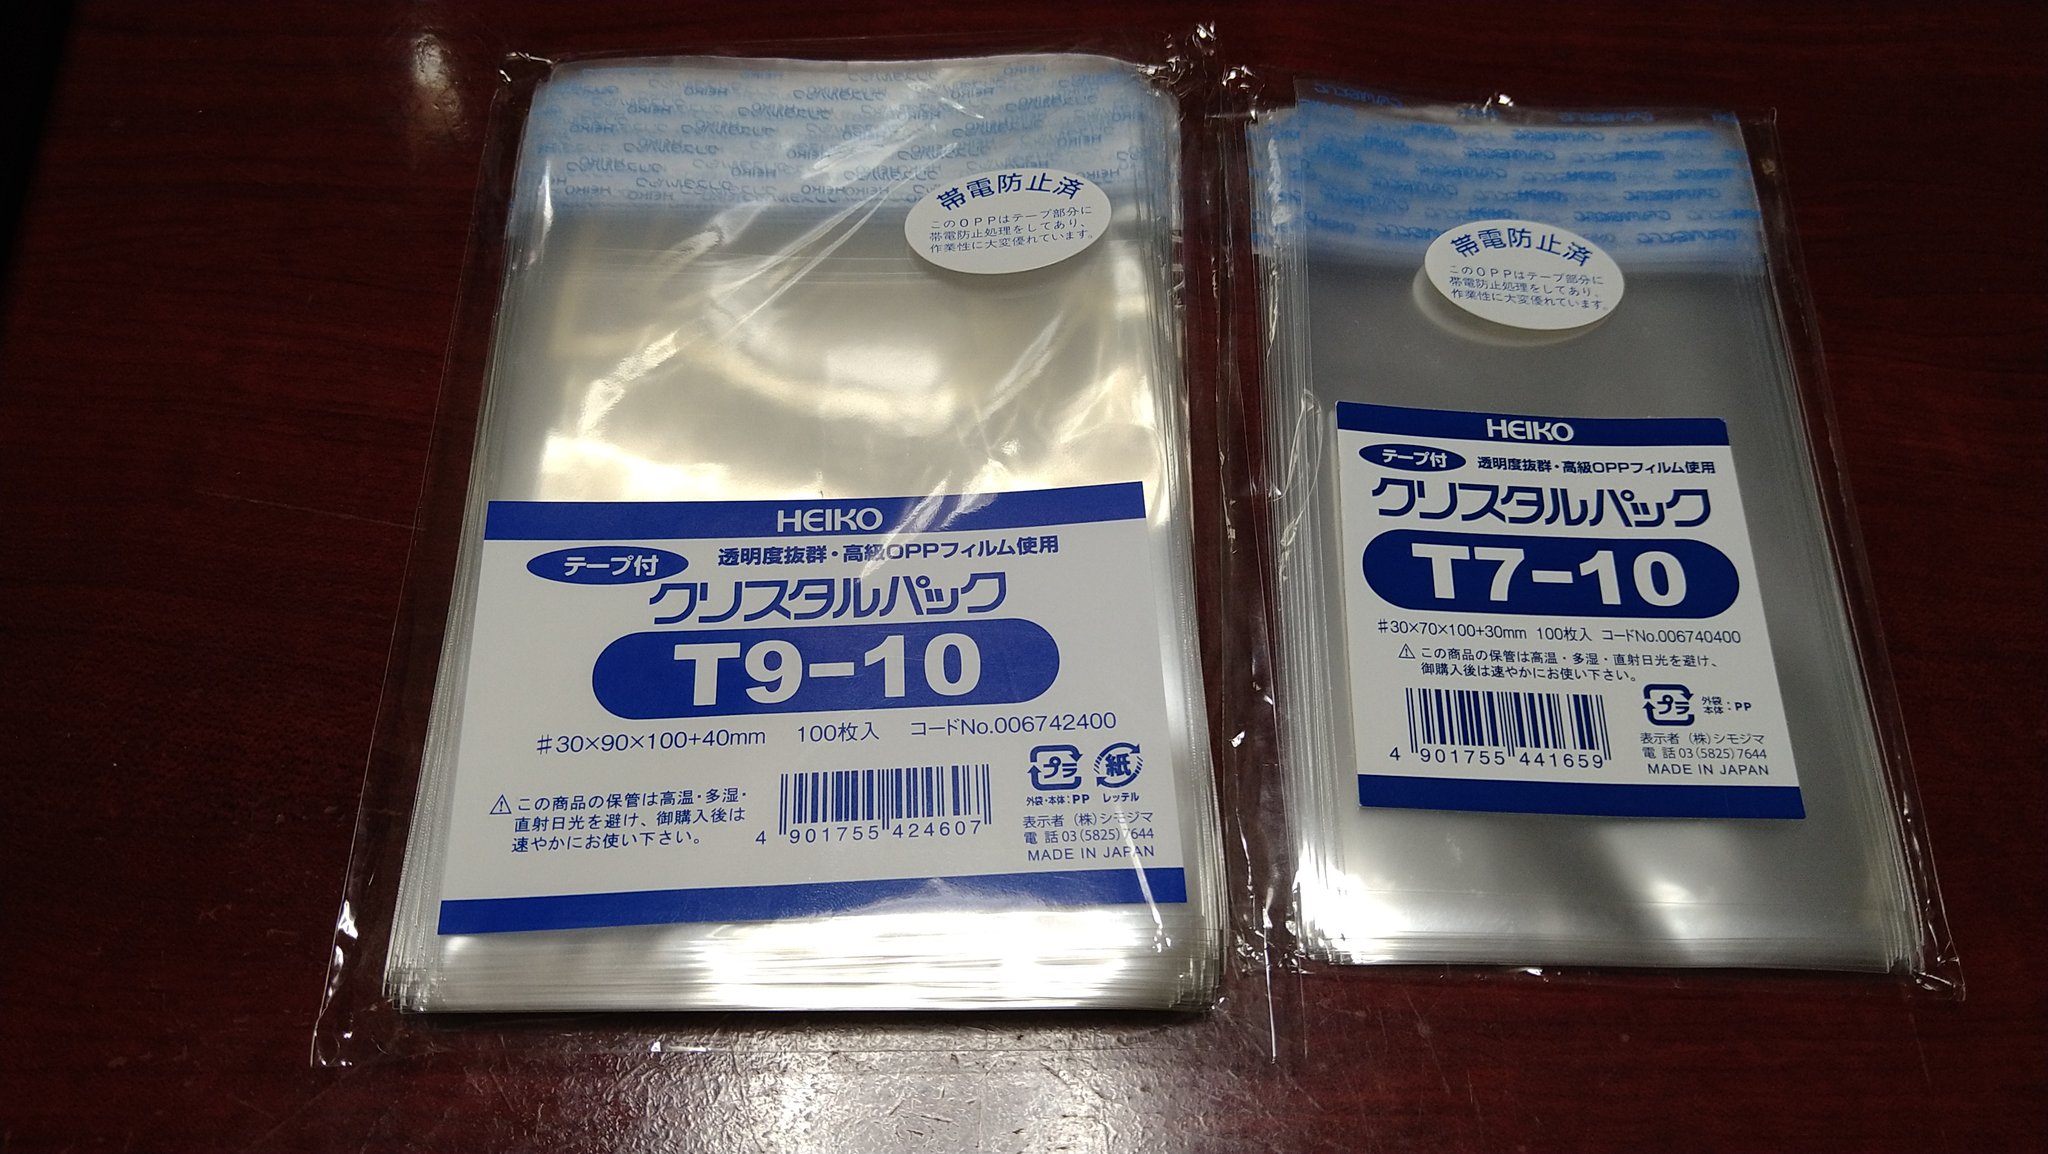 帯電防止済
このOPPはテープ部分に
帯電防止処理をしてあり、
作業性に大変優れています。
HEIKO
テープ付
透明度抜群・高級OPPフィルム使用
クリスタルパック
T9-10
♯30×90×100+40mm 100枚入 コードNo.006742400
⚠この商品の保管は高温・多湿・
直射日光を避け、御購入後は
速やかにお使い下さい。
4 901755 424607
プラ
外袋・本体:PP
紙
レッテル
表示者 (株)シモジマ
電話 03(5825)7644
MADE IN JAPAN
帯電防止済
このOPPはテープ部分に
帯電防止処理をしてあり、
作業性に大変優れています。
HEIKO
テープ付
透明度抜群・高級OPPフィルム使用
クリスタルパック
T7-10
♯30×70×100+30mm 100枚入 コードNo.006740400
⚠この商品の保管は高温・多湿・直射日光を避け、
御購入後は速やかにお使い下さい。
4 901755 441659
プラ
外袋
本体:PP
表示者 (株)シモジマ
電話 03(5825)7644
MADE IN JAPAN